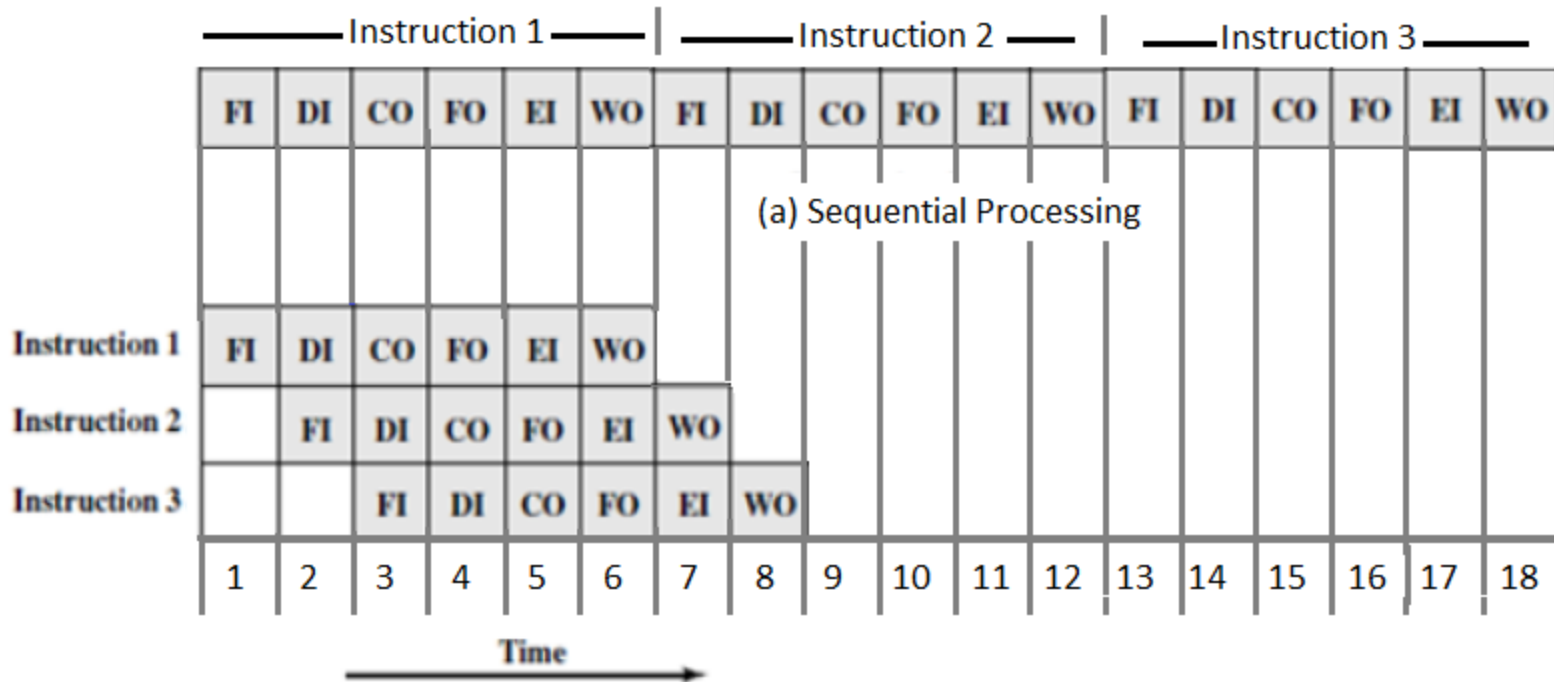 Instruction 1 Instruction 2 Instruction 3
FI DI CO FO EI WO FI DI CO FO EI WO FI DI CO FO EI WO
(a) Sequential Processing
Instruction 1 FI DI CO FO EI WO
Instruction 2 FI DI CO FO EI WO
Instruction 3 FI DI CO FO EI WO
1 2 3 4 5 6 7 8 9 10 11 12 13 14 15 16 17 18
Time